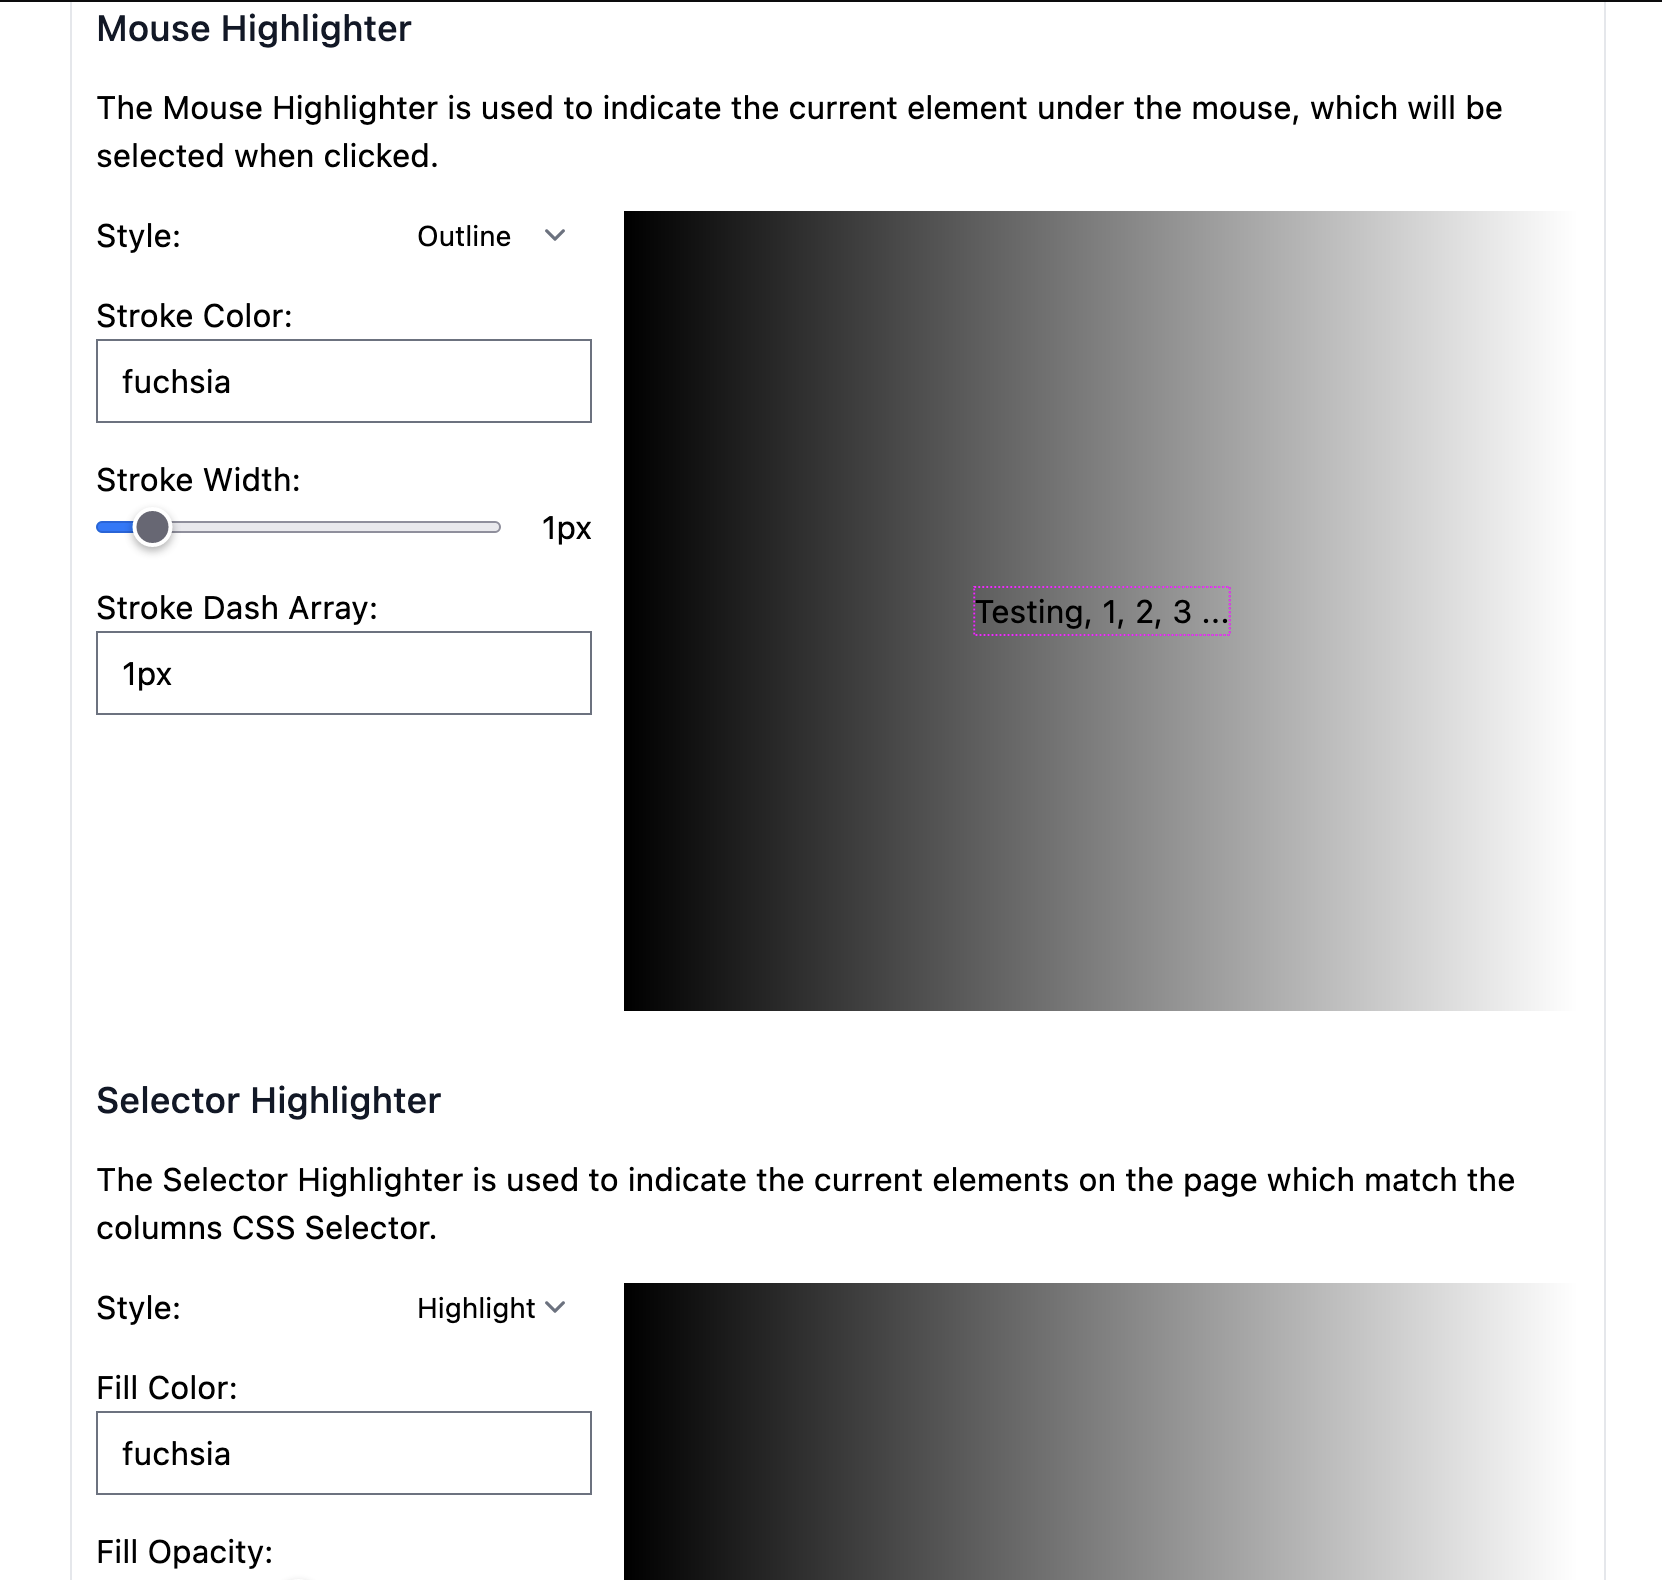 Mouse Highlighter
The Mouse Highlighter is used to indicate the current element under the mouse, which will be
selected when clicked.
Style:
Outline
Stroke Color:
fuchsia
Stroke Width:
1px
Stroke Dash Array:
1px
Testing, 1, 2, 3 ...
Selector Highlighter
The Selector Highlighter is used to indicate the current elements on the page which match the
columns CSS Selector.
Style:
Highlight
Fill Color:
fuchsia
Fill Opacity: